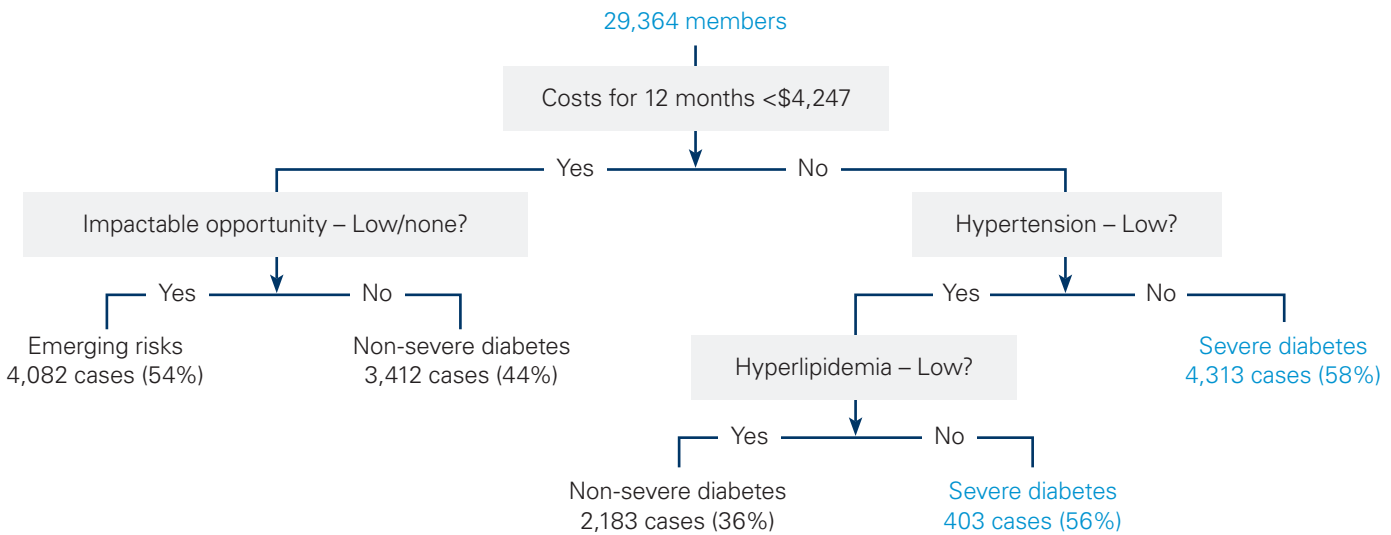 29,364 members
Costs for 12 months <$4,247
Yes
No
Impactable opportunity – Low/none?
Hypertension – Low?
Yes
No
Yes
No
Emerging risks
4,082 cases (54%)
Non-severe diabetes
3,412 cases (44%)
Hyperlipidemia – Low?
Severe diabetes
4,313 cases (58%)
Yes
No
Non-severe diabetes
2,183 cases (36%)
Severe diabetes
403 cases (56%)